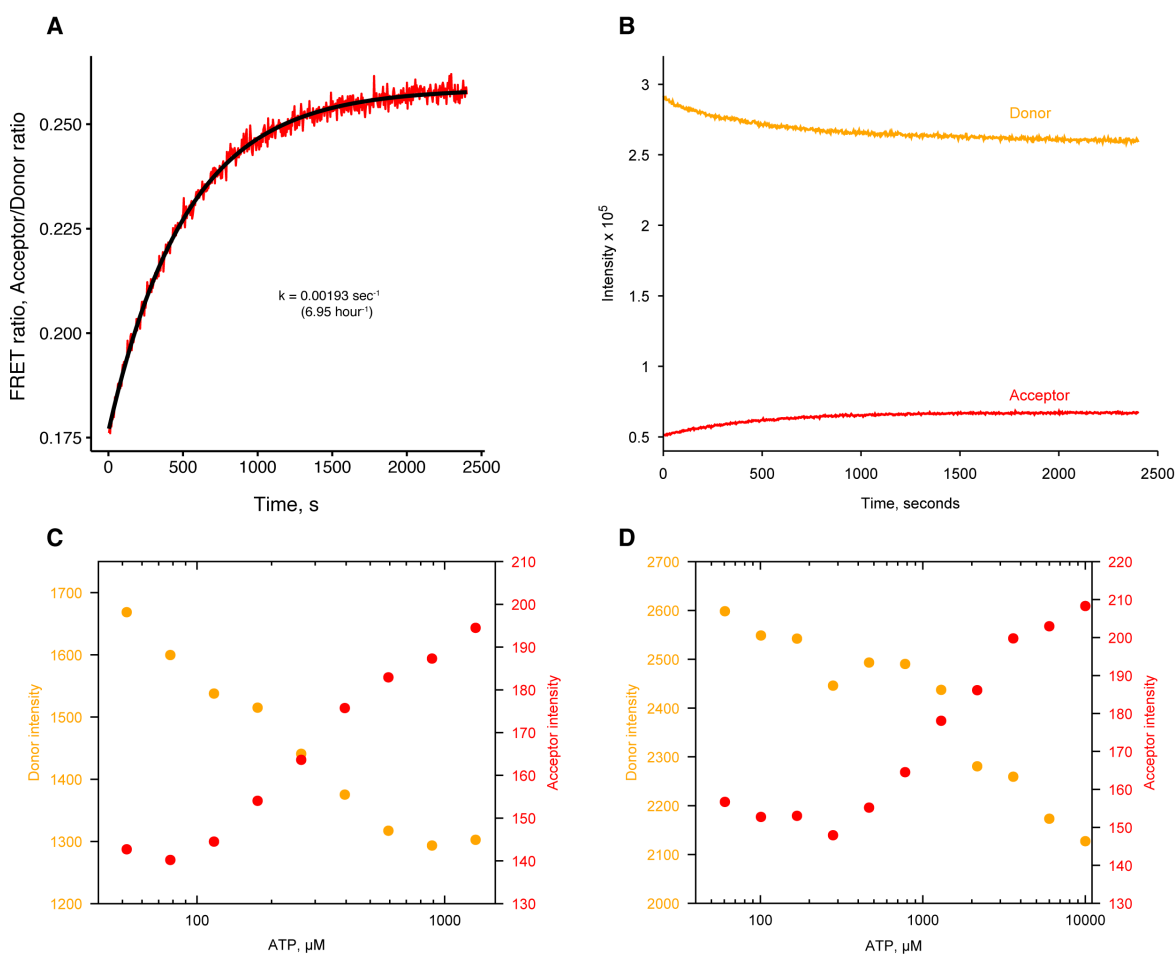 A
FRET ratio, Acceptor/Donor ratio
0.250
0.225
0.200
0.175
k = 0.00193 sec⁻¹
(6.95 hour⁻¹)
0 500 1000 1500 2000 2500
Time, s
B
Intensity x 10⁵
3
2.5
2
1.5
1
0.5
Donor
Acceptor
0 500 1000 1500 2000 2500
Time, seconds
C
Donor intensity
1700
1600
1500
1400
1300
1200
210
200
190
180
170
160
150
140
130
Acceptor intensity
100 1000
ATP, µM
D
Donor intensity
2700
2600
2500
2400
2300
2200
2100
2000
220
210
200
190
180
170
160
150
140
130
Acceptor intensity
100 1000 10000
ATP, µM